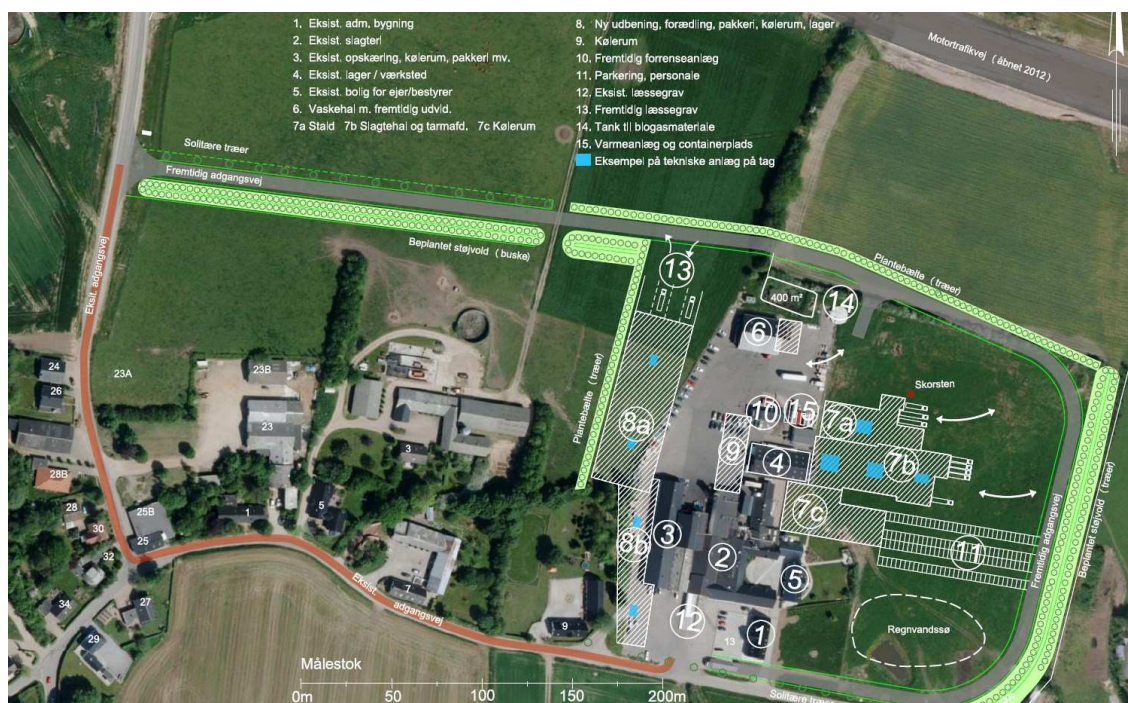 1, Eksist. adm, bygning
2. Eksist. slagteri
3. Eksist. opskæring, kølerum, pakkeri mv.
4. Eksist. lager / værksted
5. Eksist. bolig for ejer/bestyrer
6. Vaskehal m. fremtidig udvid.
7a Stald 7b Slagtehal og tarmafd. 7c Kølerum
8, Ny udbening, forædling, pakkeri, kølerum, lager
9. Kølerum
10, Fremtidig forrenseanlæg
11, Parkering, personale
12, Eksist. læssegrav
13, Fremtidig læssegrav
14, Tank til biogasmateriale
15, Varmeanlæg og containerplads
Eksempel på tekniske anlæg på tag
Motortrafikvej ( åbnet 2012)
Solitære træer
Fremtidig adgangsvej
Beplantet støjvold ( buske)
Eksit. adgangsvej
Plantebælte ( træer)
13
400 m²
14
6
Plantebælte ( træer)
Skorsten
24
26
23A
23B
23
3
8a
10
15
7a
9
4
7b
28B
28
30
25B
25
1
5
32
8b
3
2
7c
11
5
Fremtidig adgangsvej
Beplantet støjvold ( træer)
34
27
29
7
9
Eksist. adgangsvej
12
13
1
Regnvandssø
Solitære træer
Målestok
0m 50 100 150 200m